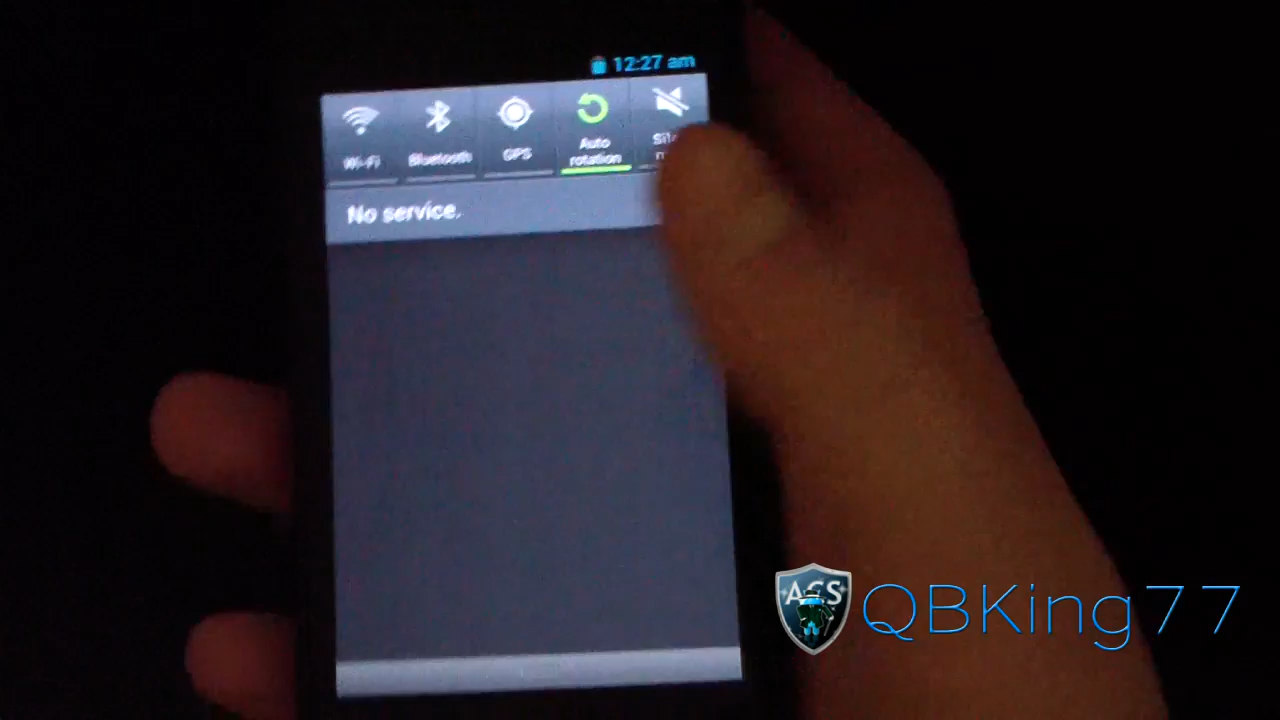 12:27 am
Wi-Fi
Bluetooth
GPS
Auto
rotation
No service.
ACS
QBKing77